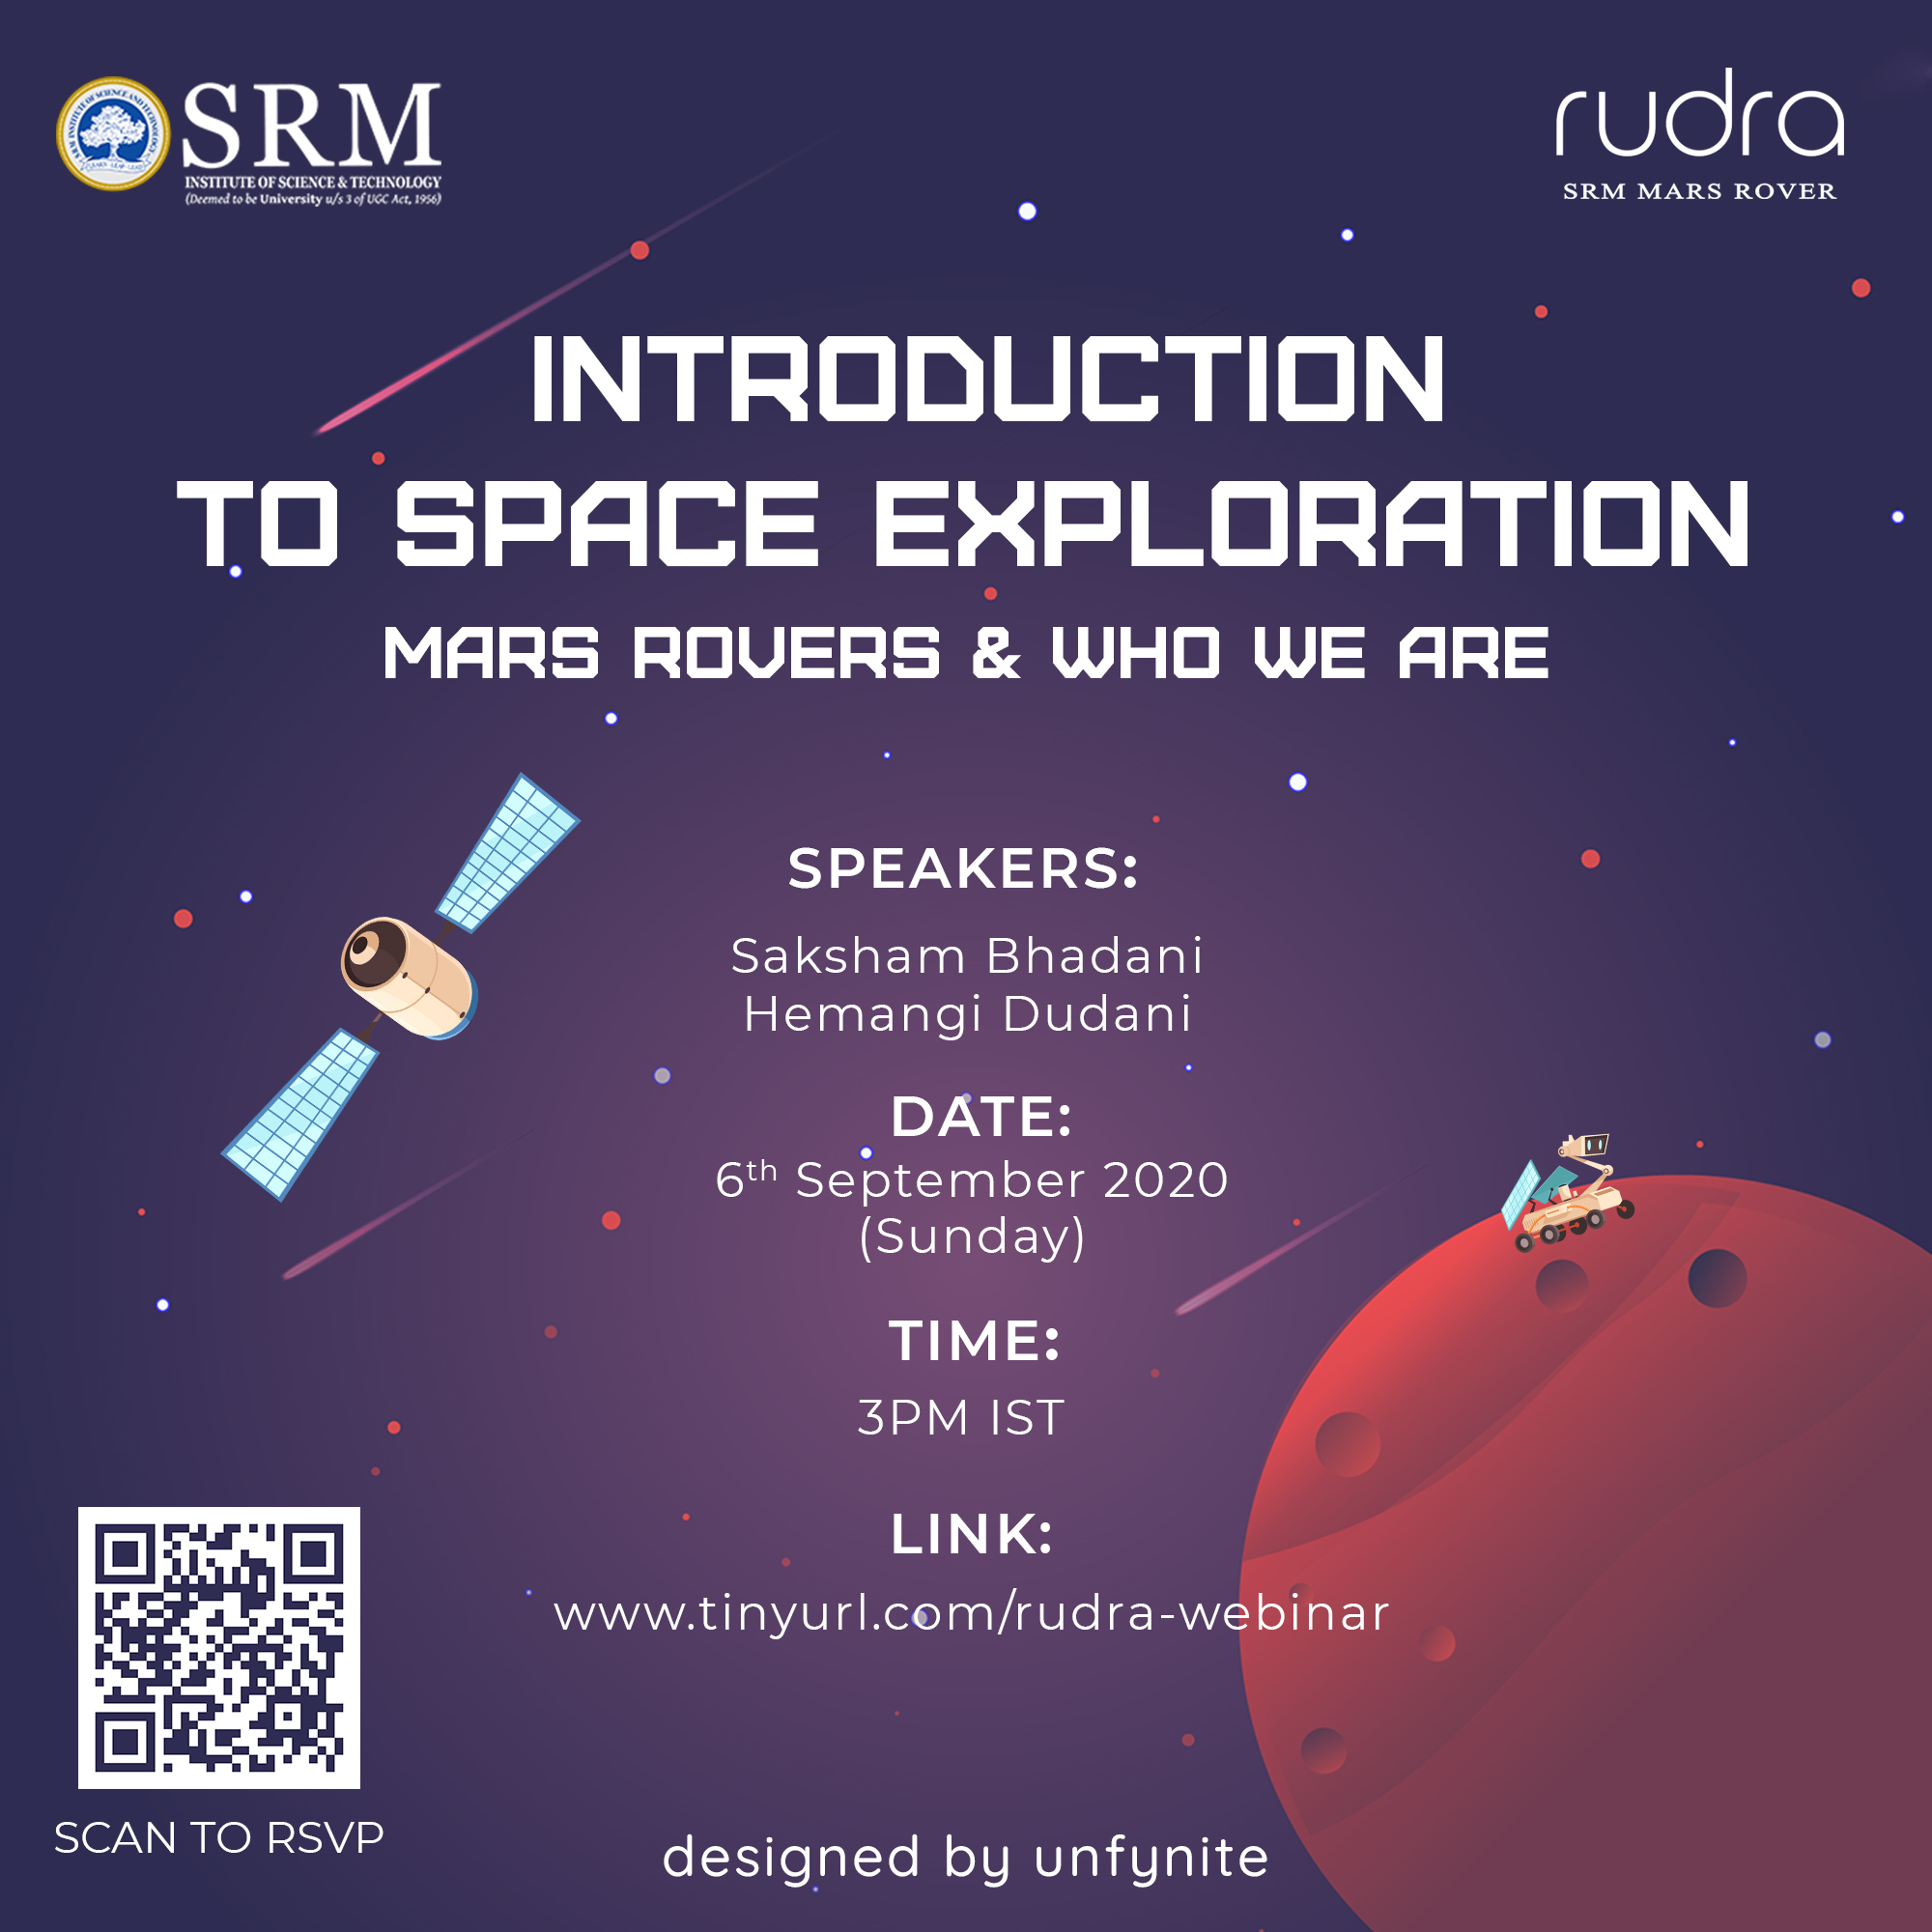 SRM
INSTITUTE OF SCIENCE & TECHNOLOGY
(Deemed to be University u/s 3 of UGC Act, 1956)
rudra
SRM MARS ROVER
INTRODUCTION
TO SPACE EXPLORATION
MARS ROVERS & WHO WE ARE
SPEAKERS:
Saksham Bhadani
Hemangi Dudani
DATE:
6th September 2020
(Sunday)
TIME:
3PM IST
LINK:
www.tinyurl.com/rudra-webinar
SCAN TO RSVP
designed by unfynite